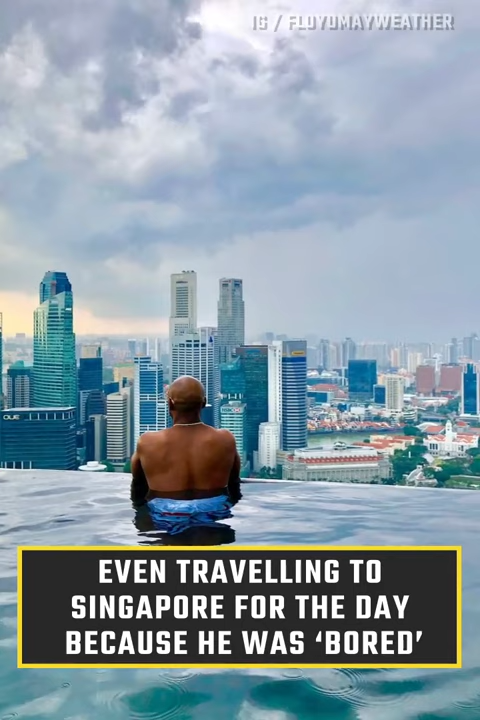 IG / FLOYDMAYWEATHER
OUE
EVEN TRAVELLING TO
SINGAPORE FOR THE DAY
BECAUSE HE WAS ‘BORED’